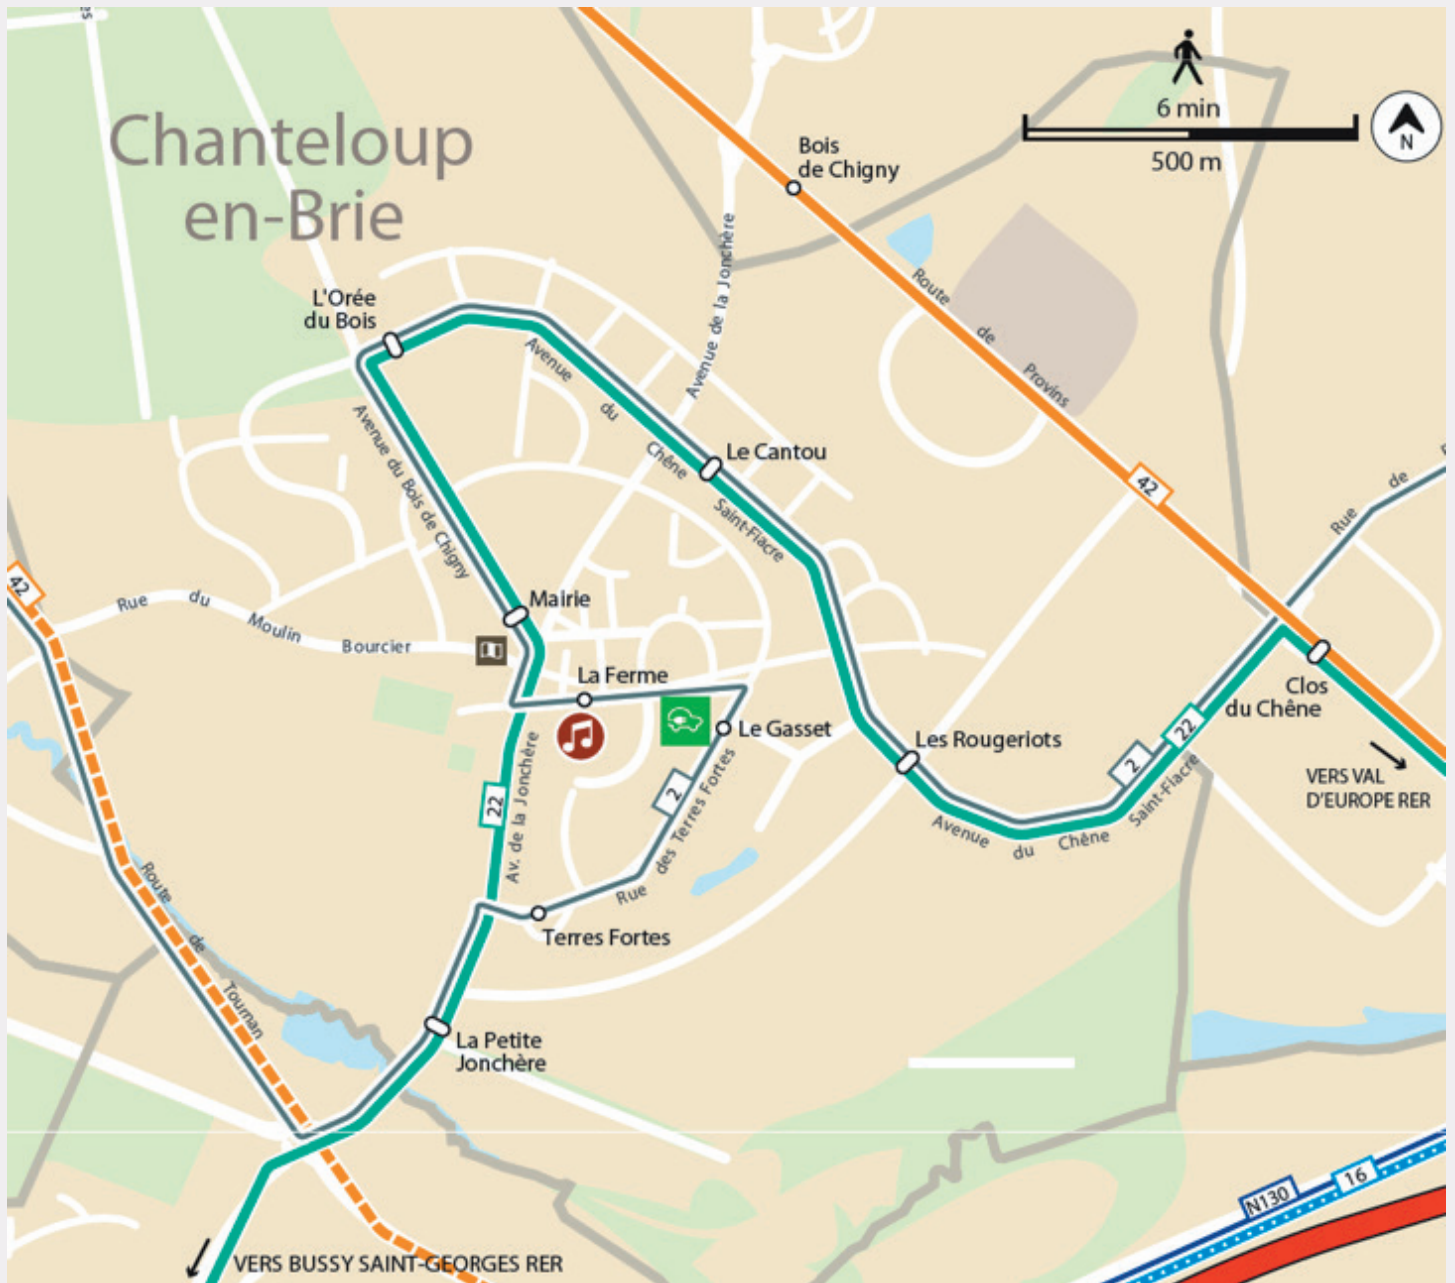 Chanteloup
en-Brie
6 min
500 m
N
Bois
de Chigny
L'Orée
du Bois
Avenue de la Jonchère
Route
de
Provins
Avenue
du
Chêne
Saint-Fiacre
Le Cantou
42
Rue
de
Avenue du Bois de Chigny
42
Mairie
Rue
du
Moulin
Bourcier
La Ferme
Le Gasset
Clos
du Chêne
Les Rougeriots
22
2
VERS VAL
D'EUROPE RER
22
Av. de la Jonchère
2
Rue
des Terres Fortes
Avenue
du
Chêne
Saint-Fiacre
Terres Fortes
Route
de
Tournan
La Petite
Jonchère
N130
16
VERS BUSSY SAINT-GEORGES RER